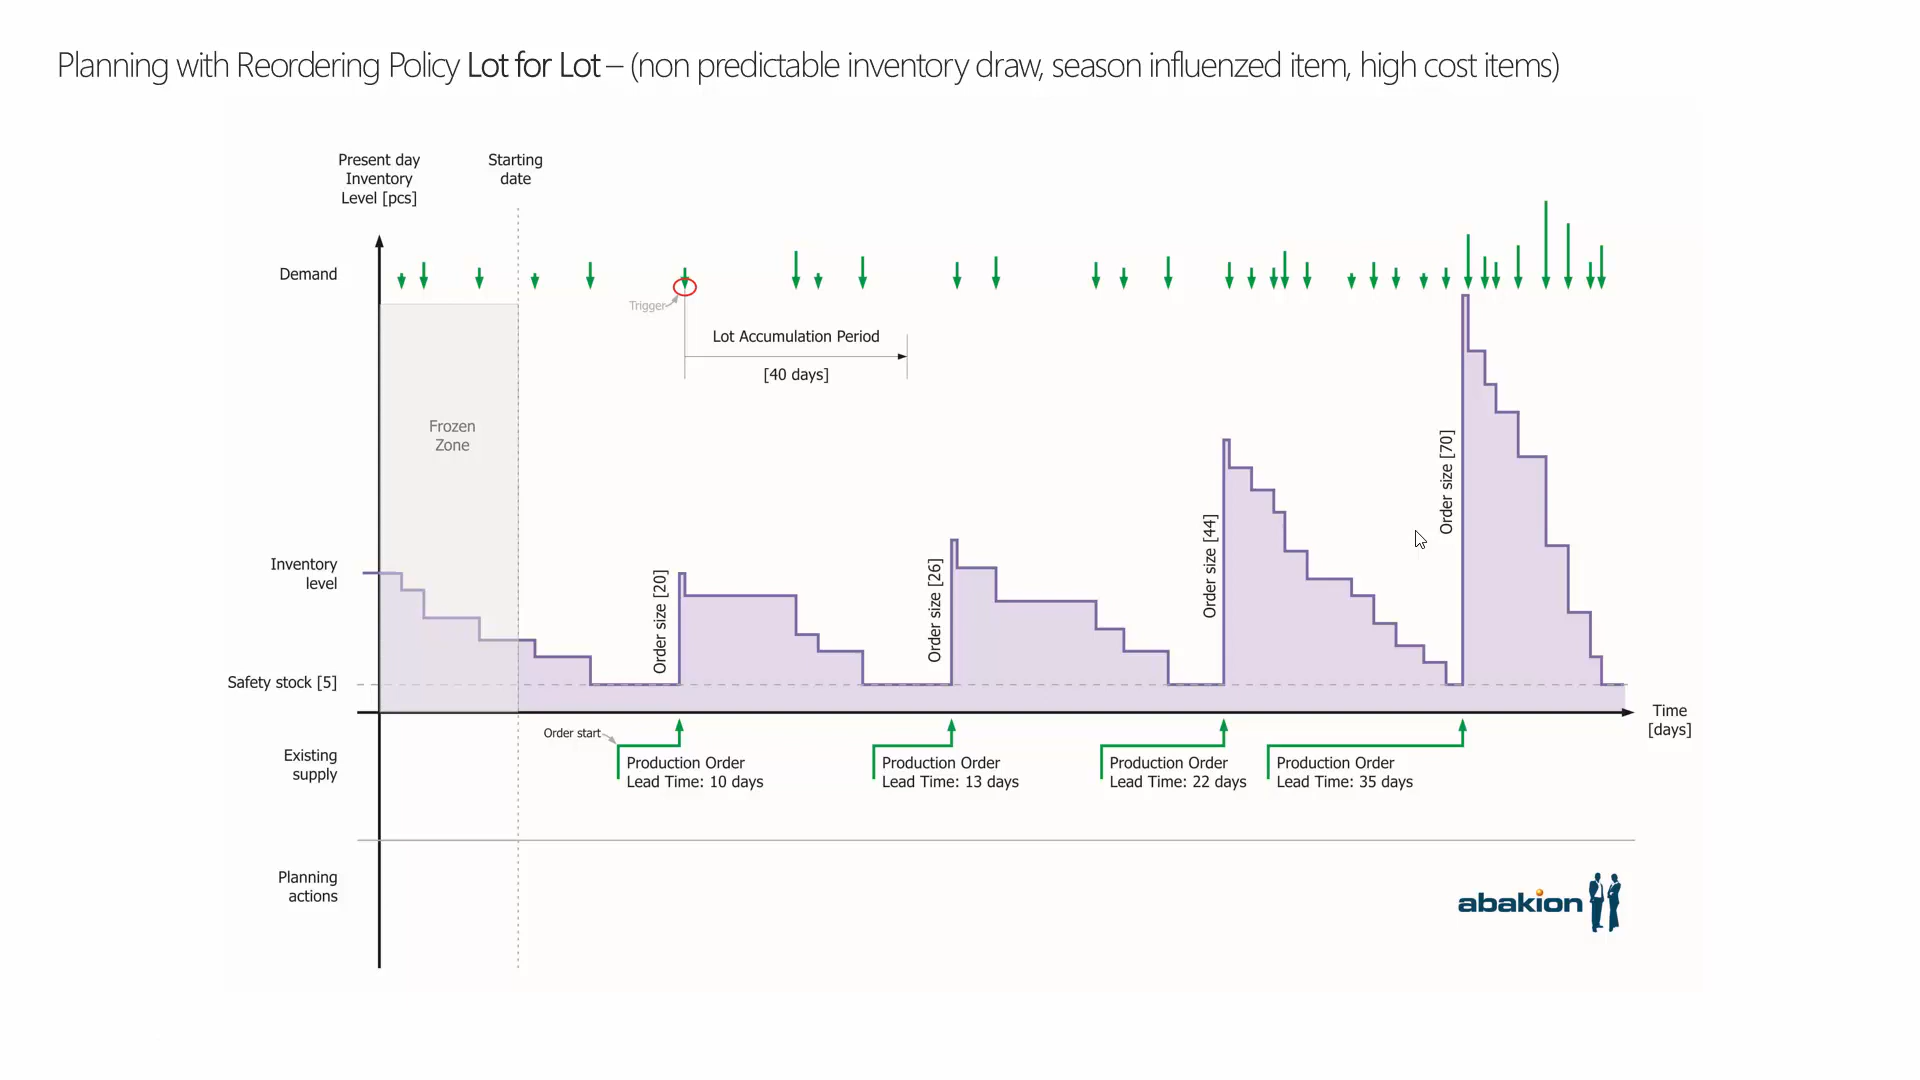 Planning with Reordering Policy Lot for Lot – (non predictable inventory draw, season influenzed item, high cost items)
Present day
Inventory
Level [pcs]
Starting
date
Demand
Trigger
Lot Accumulation Period
[40 days]
Frozen
Zone
Order size [20]
Order size [26]
Order size [44]
Order size [70]
Inventory
level
Safety stock [5]
Time
[days]
Order start
Existing
supply
Production Order
Lead Time: 10 days
Production Order
Lead Time: 13 days
Production Order
Lead Time: 22 days
Production Order
Lead Time: 35 days
Planning
actions
abakion